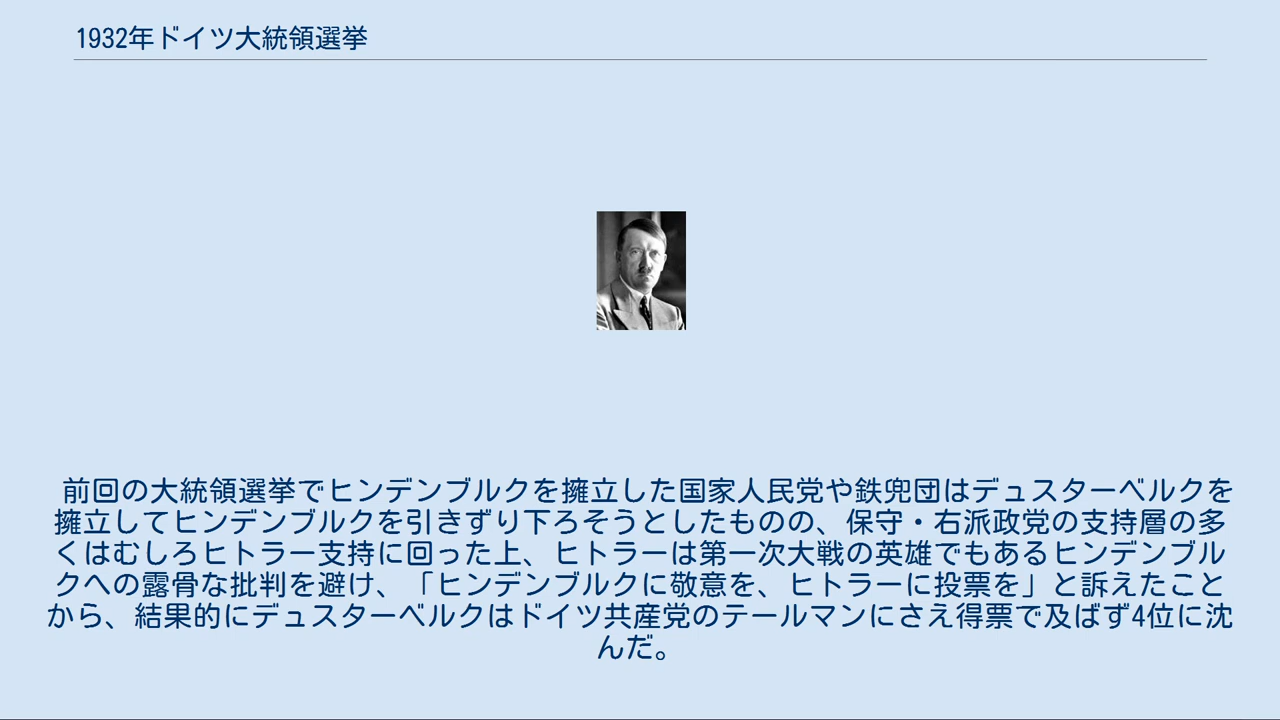 1932年ドイツ大統領選挙
前回の大統領選挙でヒンデンブルクを擁立した国家人民党や鉄兜団はデュスターベルクを
擁立してヒンデンブルクを引きずり下ろそうとしたものの、保守・右派政党の支持層の多
くはむしろヒトラー支持に回った上、ヒトラーは第一次大戦の英雄でもあるヒンデンブル
クへの露骨な批判を避け、「ヒンデンブルクに敬意を、ヒトラーに投票を」と訴えたこと
から、結果的にデュスターベルクはドイツ共産党のテールマンにさえ得票で及ばず4位に沈
んだ。